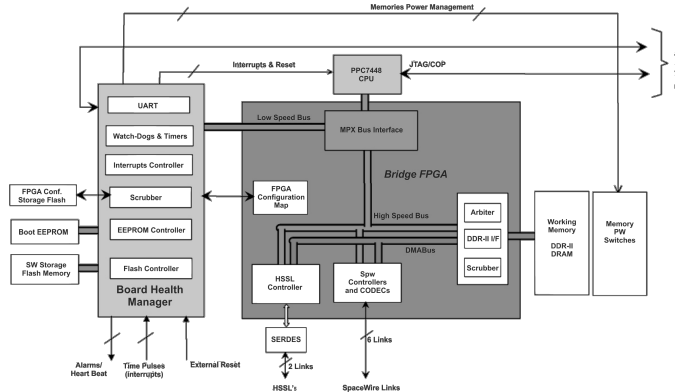 Memories Power Management
Interrupts & Reset
PPC7448
CPU
JTAG/COP
UART
Watch-Dogs & Timers
Interrupts Controller
Scrubber
EEPROM Controller
Flash Controller
Board Health
Manager
Low Speed Bus
MPX Bus Interface
Bridge FPGA
FPGA Conf.
Storage Flash
Boot EEPROM
SW Storage
Flash Memory
FPGA
Configuration
Map
High Speed Bus
DMABus
Arbiter
DDR-II I/F
Scrubber
Working
Memory
DDR-II
DRAM
Memory
PW
Switches
HSSL
Controller
Spw
Controllers
and CODECs
SERDES
6 Links
2 Links
Alarms/
Heart Beat
Time Pulses
(interrupts)
External Reset
HSSL's
SpaceWire Links